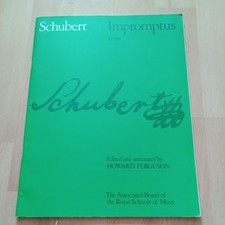 Schubert Impromptus
Schubert
Edited and annotated by
HOWARD FERGUSON
The Associated Board of
the Royal Schools of Music